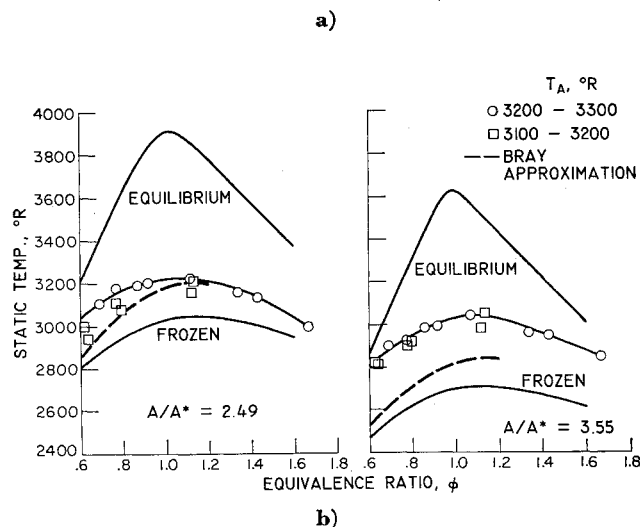 a)
T_A, °R
○ 3200 – 3300
□ 3100 – 3200
— — BRAY APPROXIMATION
STATIC TEMP., °R
4000
3800
3600
3400
3200
3000
2800
2600
2400
EQUILIBRIUM
FROZEN
A/A* = 2.49
.6 .8 1.0 1.2 1.4 1.6
EQUILIBRIUM
FROZEN
A/A* = 3.55
.6 .8 1.0 1.2 1.4 1.6 1.8
EQUIVALENCE RATIO, φ
b)